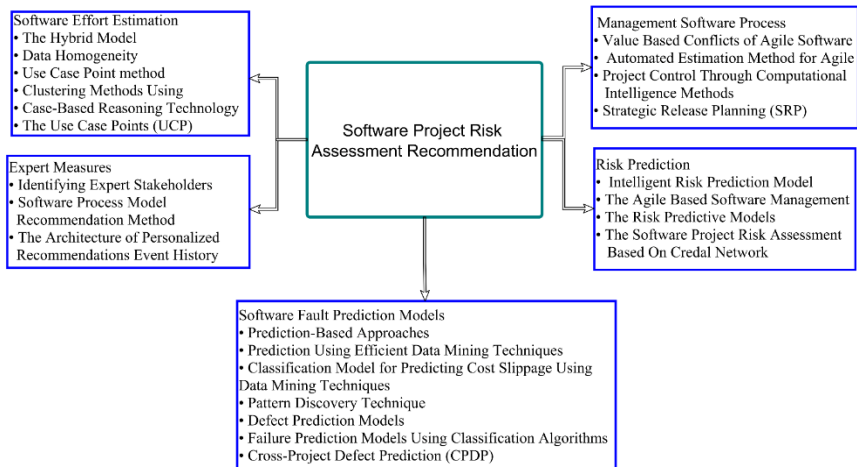 Software Effort Estimation
• The Hybrid Model
• Data Homogeneity
• Use Case Point method
• Clustering Methods Using
• Case-Based Reasoning Technology
• The Use Case Points (UCP)
Expert Measures
• Identifying Expert Stakeholders
• Software Process Model
Recommendation Method
• The Architecture of Personalized
Recommendations Event History
Software Project Risk
Assessment Recommendation
Management Software Process
• Value Based Conflicts of Agile Software
• Automated Estimation Method for Agile
• Project Control Through Computational
Intelligence Methods
• Strategic Release Planning (SRP)
Risk Prediction
• Intelligent Risk Prediction Model
• The Agile Based Software Management
• The Risk Predictive Models
• The Software Project Risk Assessment
Based On Credal Network
Software Fault Prediction Models
• Prediction-Based Approaches
• Prediction Using Efficient Data Mining Techniques
• Classification Model for Predicting Cost Slippage Using
Data Mining Techniques
• Pattern Discovery Technique
• Defect Prediction Models
• Failure Prediction Models Using Classification Algorithms
• Cross-Project Defect Prediction (CPDP)